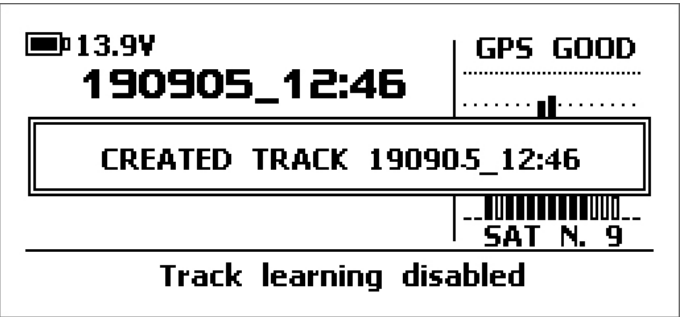 13.9V
GPS GOOD
190905_12:46
CREATED TRACK 190905_12:46
SAT N. 9
Track learning disabled